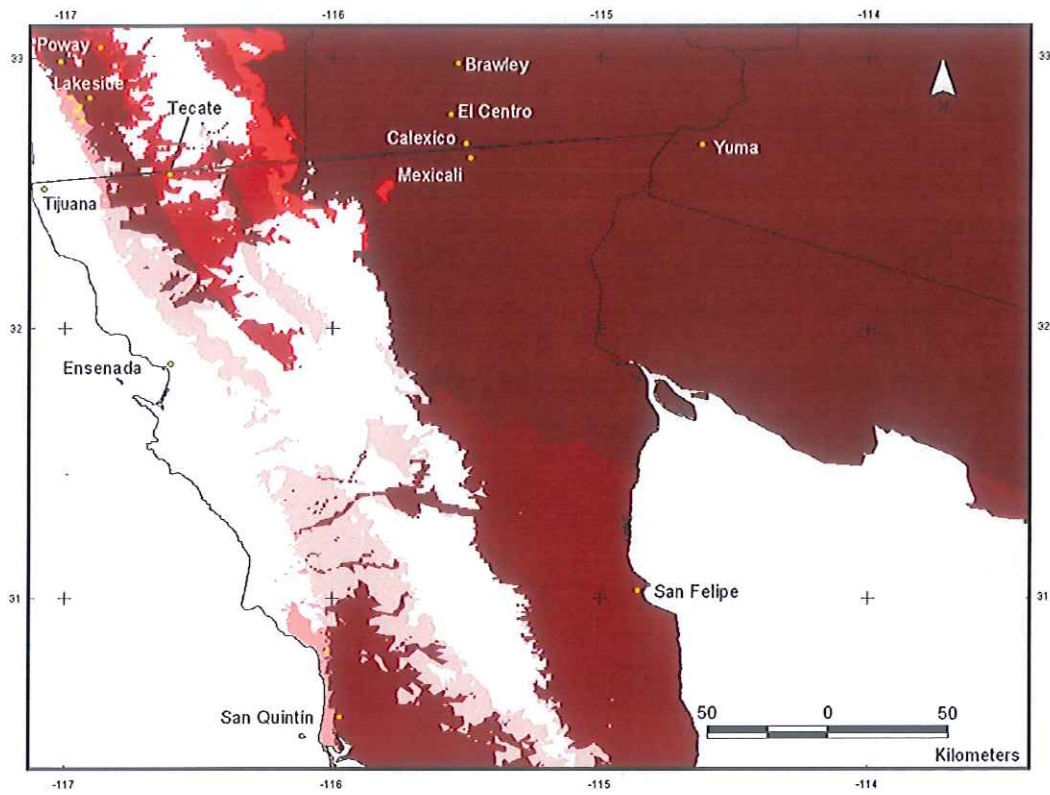 -117 -116 -115 -114
33 33
Poway
Brawley
Lakeside
Tecate
El Centro
Calexico
Yuma
Mexicali
Tijuana
32 32
Ensenada
31 31
San Felipe
San Quintín
50 0 50
Kilometers
-117 -116 -115 -114